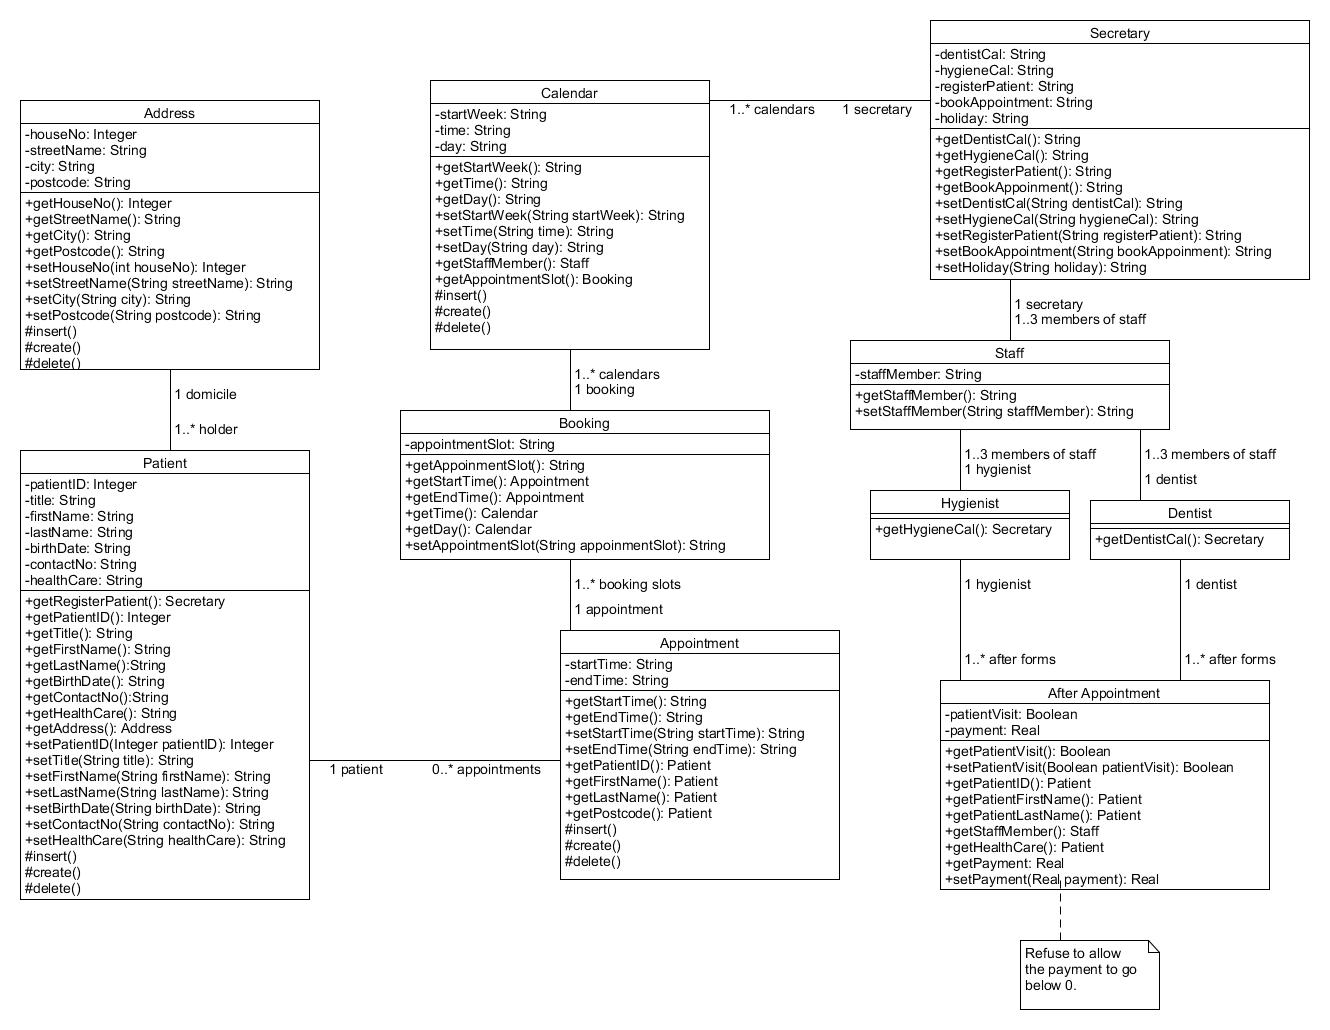 Address
-houseNo: Integer
-streetName: String
-city: String
-postcode: String
+getHouseNo(): Integer
+getStreetName(): String
+getCity(): String
+getPostcode(): String
+setHouseNo(int houseNo): Integer
+setStreetName(String streetName): String
+setCity(String city): String
+setPostcode(String postcode): String
#insert()
#create()
#delete()
1 domicile
1..* holder
Patient
-patientID: Integer
-title: String
-firstName: String
-lastName: String
-birthDate: String
-contactNo: String
-healthCare: String
+getRegisterPatient(): Secretary
+getPatientID(): Integer
+getTitle(): String
+getFirstName(): String
+getLastName():String
+getBirthDate(): String
+getContactNo():String
+getHealthCare(): String
+getAddress(): Address
+setPatientID(Integer patientID): Integer
+setTitle(String title): String
+setFirstName(String firstName): String
+setLastName(String lastName): String
+setBirthDate(String birthDate): String
+setContactNo(String contactNo): String
+setHealthCare(String healthCare): String
#insert()
#create()
#delete()
1 patient
0..* appointments
Calendar
-startWeek: String
-time: String
-day: String
+getStartWeek(): String
+getTime(): String
+getDay(): String
+setStartWeek(String startWeek): String
+setTime(String time): String
+setDay(String day): String
+getStaffMember(): Staff
+getAppointmentSlot(): Booking
#insert()
#create()
#delete()
1..* calendars
1 secretary
1..* calendars
1 booking
Booking
-appointmentSlot: String
+getAppoinmentSlot(): String
+getStartTime(): Appointment
+getEndTime(): Appointment
+getTime(): Calendar
+getDay(): Calendar
+setAppointmentSlot(String appoinmentSlot): String
1..* booking slots
1 appointment
Appointment
-startTime: String
-endTime: String
+getStartTime(): String
+getEndTime(): String
+setStartTime(String startTime): String
+setEndTime(String endTime): String
+getPatientID(): Patient
+getFirstName(): Patient
+getLastName(): Patient
+getPostcode(): Patient
#insert()
#create()
#delete()
Secretary
-dentistCal: String
-hygieneCal: String
-registerPatient: String
-bookAppointment: String
-holiday: String
+getDentistCal(): String
+getHygieneCal(): String
+getRegisterPatient(): String
+getBookAppoinment(): String
+setDentistCal(String dentistCal): String
+setHygieneCal(String hygieneCal): String
+setRegisterPatient(String registerPatient): String
+setBookAppointment(String bookAppoinment): String
+setHoliday(String holiday): String
1 secretary
1..3 members of staff
Staff
-staffMember: String
+getStaffMember(): String
+setStaffMember(String staffMember): String
1..3 members of staff
1 hygienist
1..3 members of staff
1 dentist
Hygienist
+getHygieneCal(): Secretary
Dentist
+getDentistCal(): Secretary
1 hygienist
1..* after forms
1 dentist
1..* after forms
After Appointment
-patientVisit: Boolean
-payment: Real
+getPatientVisit(): Boolean
+setPatientVisit(Boolean patientVisit): Boolean
+getPatientID(): Patient
+getPatientFirstName(): Patient
+getPatientLastName(): Patient
+getStaffMember(): Staff
+getHealthCare(): Patient
+getPayment: Real
+setPayment(Real payment): Real
Refuse to allow
the payment to go
below 0.